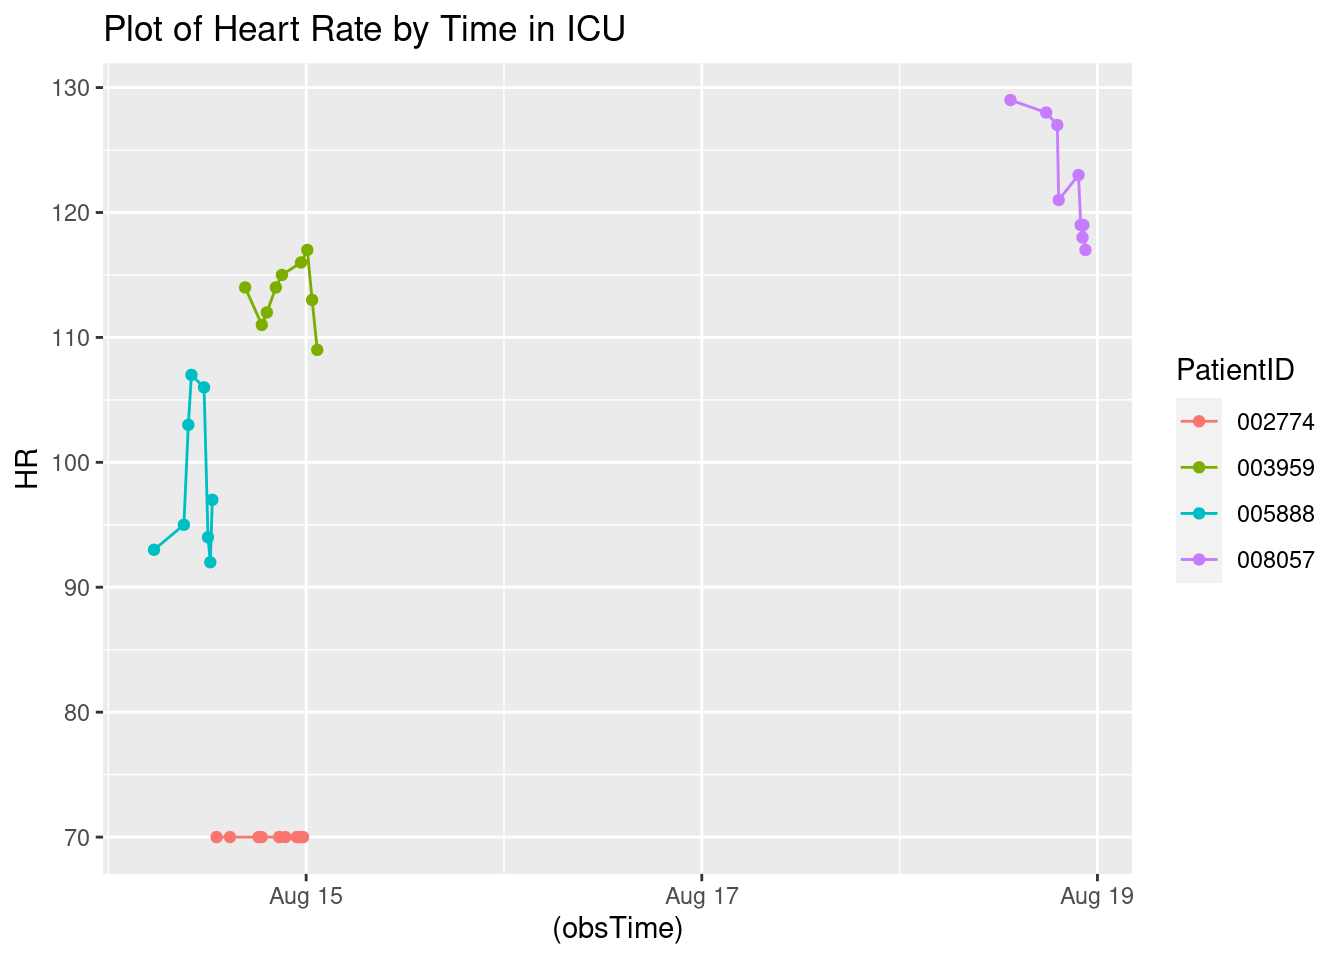 Plot of Heart Rate by Time in ICU
130
120
110
100
90
80
70
HR
Aug 15
Aug 17
Aug 19
(obsTime)
PatientID
002774
003959
005888
008057